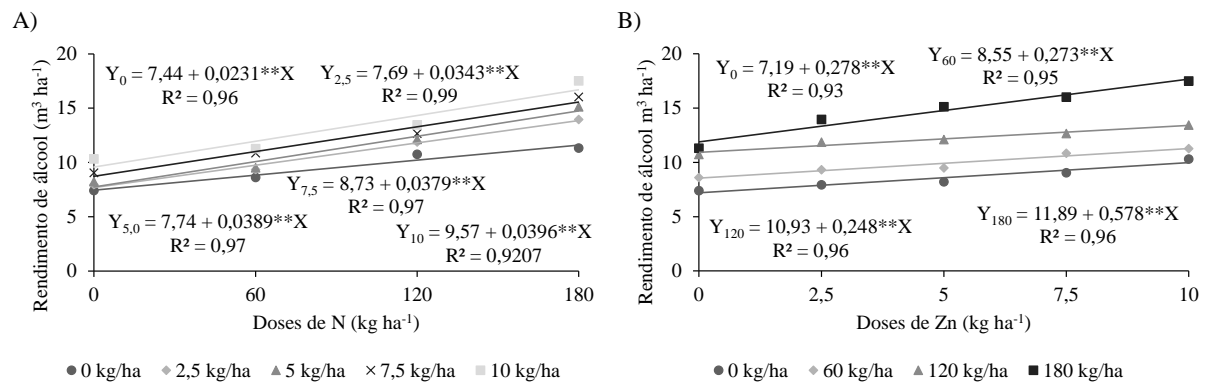 A)
Rendimento de álcool (m³ ha⁻¹)
20
15
10
5
0
Y₀ = 7,44 + 0,0231**X
R² = 0,96
Y₂,₅ = 7,69 + 0,0343**X
R² = 0,99
Y₇,₅ = 8,73 + 0,0379**X
R² = 0,97
Y₅,₀ = 7,74 + 0,0389**X
R² = 0,97
Y₁₀ = 9,57 + 0,0396**X
R² = 0,9207
0 60 120 180
Doses de N (kg ha⁻¹)
0 kg/ha 2,5 kg/ha 5 kg/ha 7,5 kg/ha 10 kg/ha
B)
Rendimento de álcool m³ ha⁻¹)
20
15
10
5
0
Y₀ = 7,19 + 0,278**X
R² = 0,93
Y₆₀ = 8,55 + 0,273**X
R² = 0,95
Y₁₂₀ = 10,93 + 0,248**X
R² = 0,96
Y₁₈₀ = 11,89 + 0,578**X
R² = 0,96
0 2,5 5 7,5 10
Doses de Zn (kg ha⁻¹)
0 kg/ha 60 kg/ha 120 kg/ha 180 kg/ha